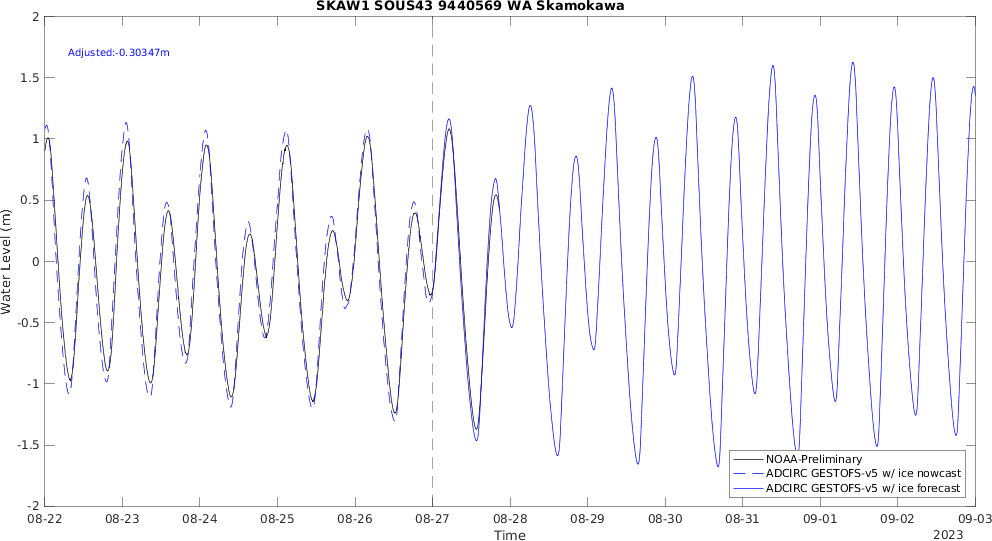 SKAW1 SOUS43 9440569 WA Skamokawa
Adjusted:-0.30347m
2
1.5
1
0.5
0
-0.5
-1
-1.5
-2
Water Level (m)
NOAA-Preliminary
ADCIRC GESTOFS-v5 w/ ice nowcast
ADCIRC GESTOFS-v5 w/ ice forecast
08-22 08-23 08-24 08-25 08-26 08-27 08-28 08-29 08-30 08-31 09-01 09-02 09-03
Time
2023